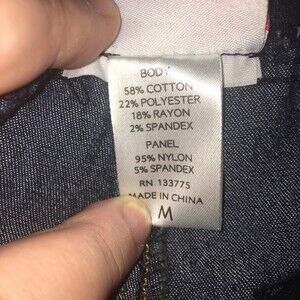 BODY
58% COTTON
22% POLYESTER
18% RAYON
2% SPANDEX
PANEL
95% NYLON
5% SPANDEX
RN 133775
MADE IN CHINA
M